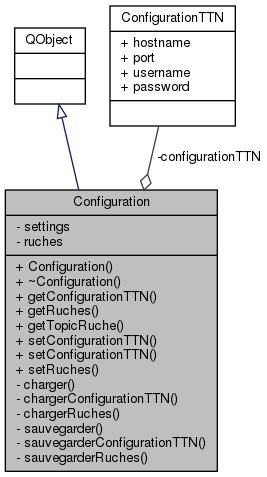 ConfigurationTTN
+ hostname
+ port
+ username
+ password
QObject
-configurationTTN
Configuration
- settings
- ruches
+ Configuration()
+ ~Configuration()
+ getConfigurationTTN()
+ getRuches()
+ getTopicRuche()
+ setConfigurationTTN()
+ setConfigurationTTN()
+ setRuches()
- charger()
- chargerConfigurationTTN()
- chargerRuches()
- sauvegarder()
- sauvegarderConfigurationTTN()
- sauvegarderRuches()